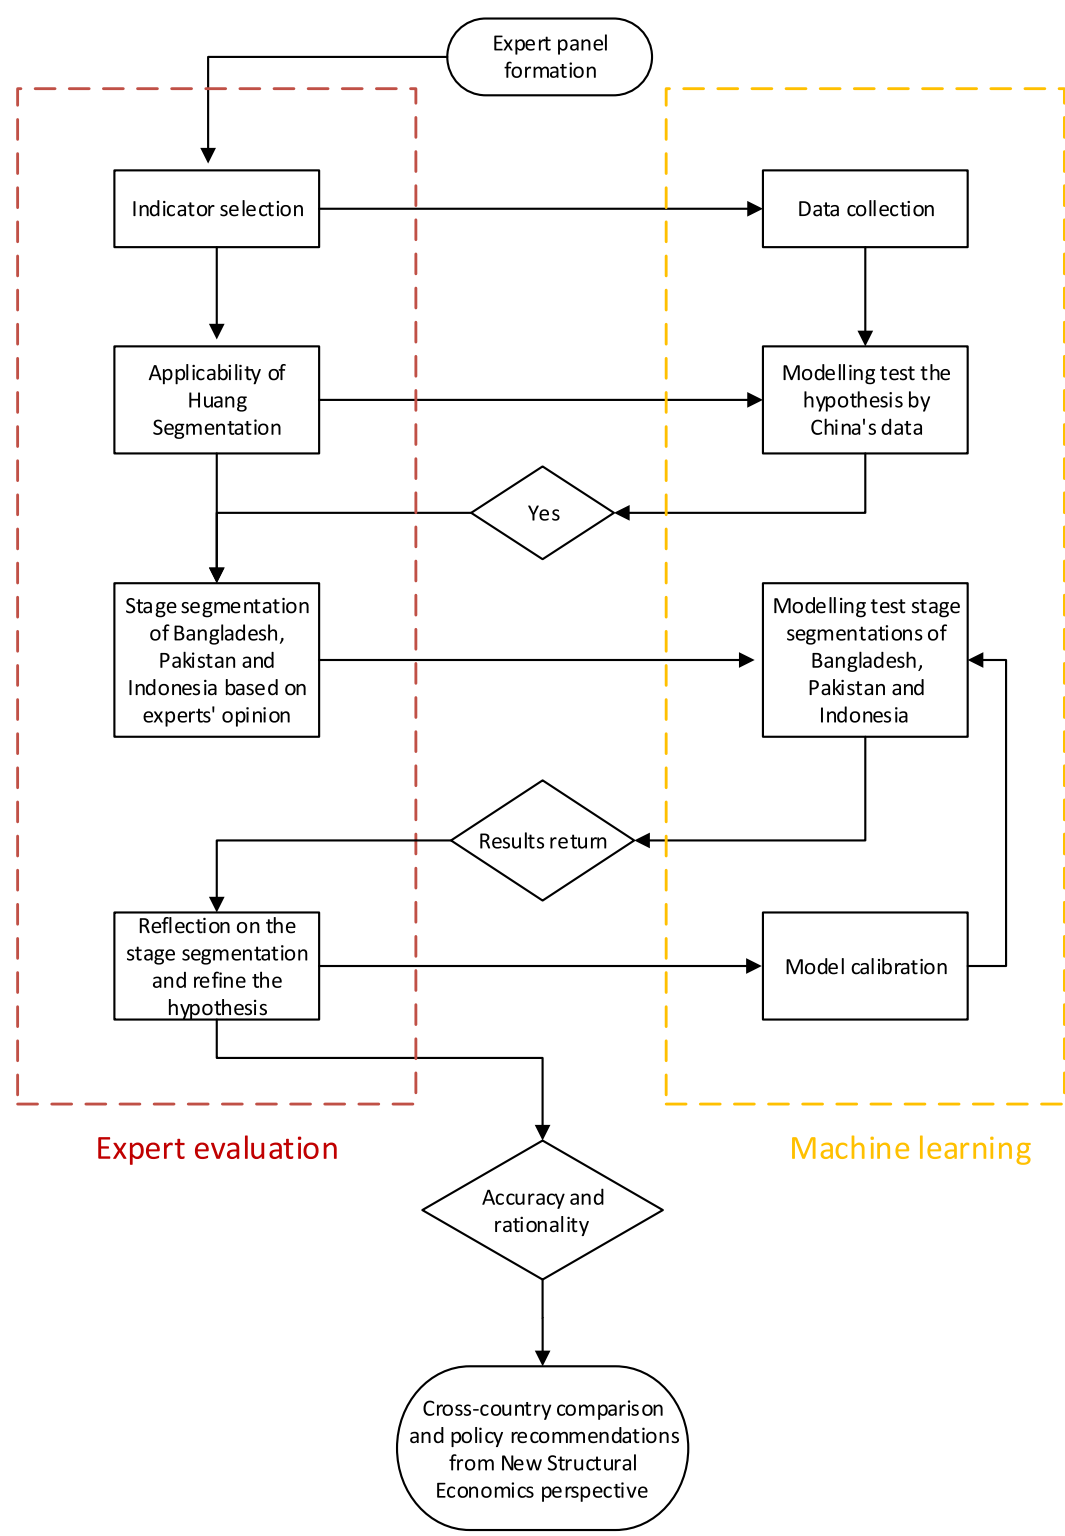 Expert panel
formation
Indicator selection
Data collection
Applicability of
Huang
Segmentation
Modelling test the
hypothesis by
China's data
Yes
Stage segmentation
of Bangladesh,
Pakistan and
Indonesia based on
experts' opinion
Modelling test stage
segmentations of
Bangladesh,
Pakistan and
Indonesia
Results return
Reflection on the
stage segmentation
and refine the
hypothesis
Model calibration
Expert evaluation
Machine learning
Accuracy and
rationality
Cross-country comparison
and policy recommendations
from New Structural
Economics perspective